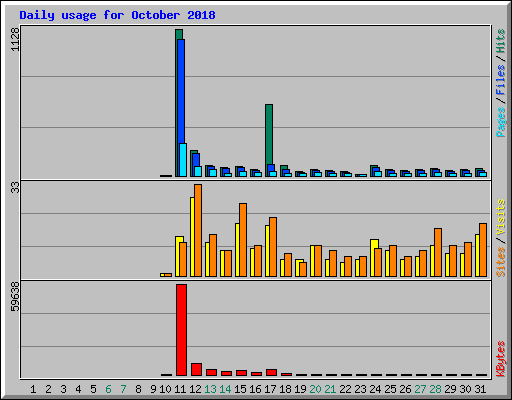 Daily usage for October 2018
1128
33
59638
Pages / Files / Hits
Sites / Visits
KBytes
1 2 3 4 5 6 7 8 9 10 11 12 13 14 15 16 17 18 19 20 21 22 23 24 25 26 27 28 29 30 31